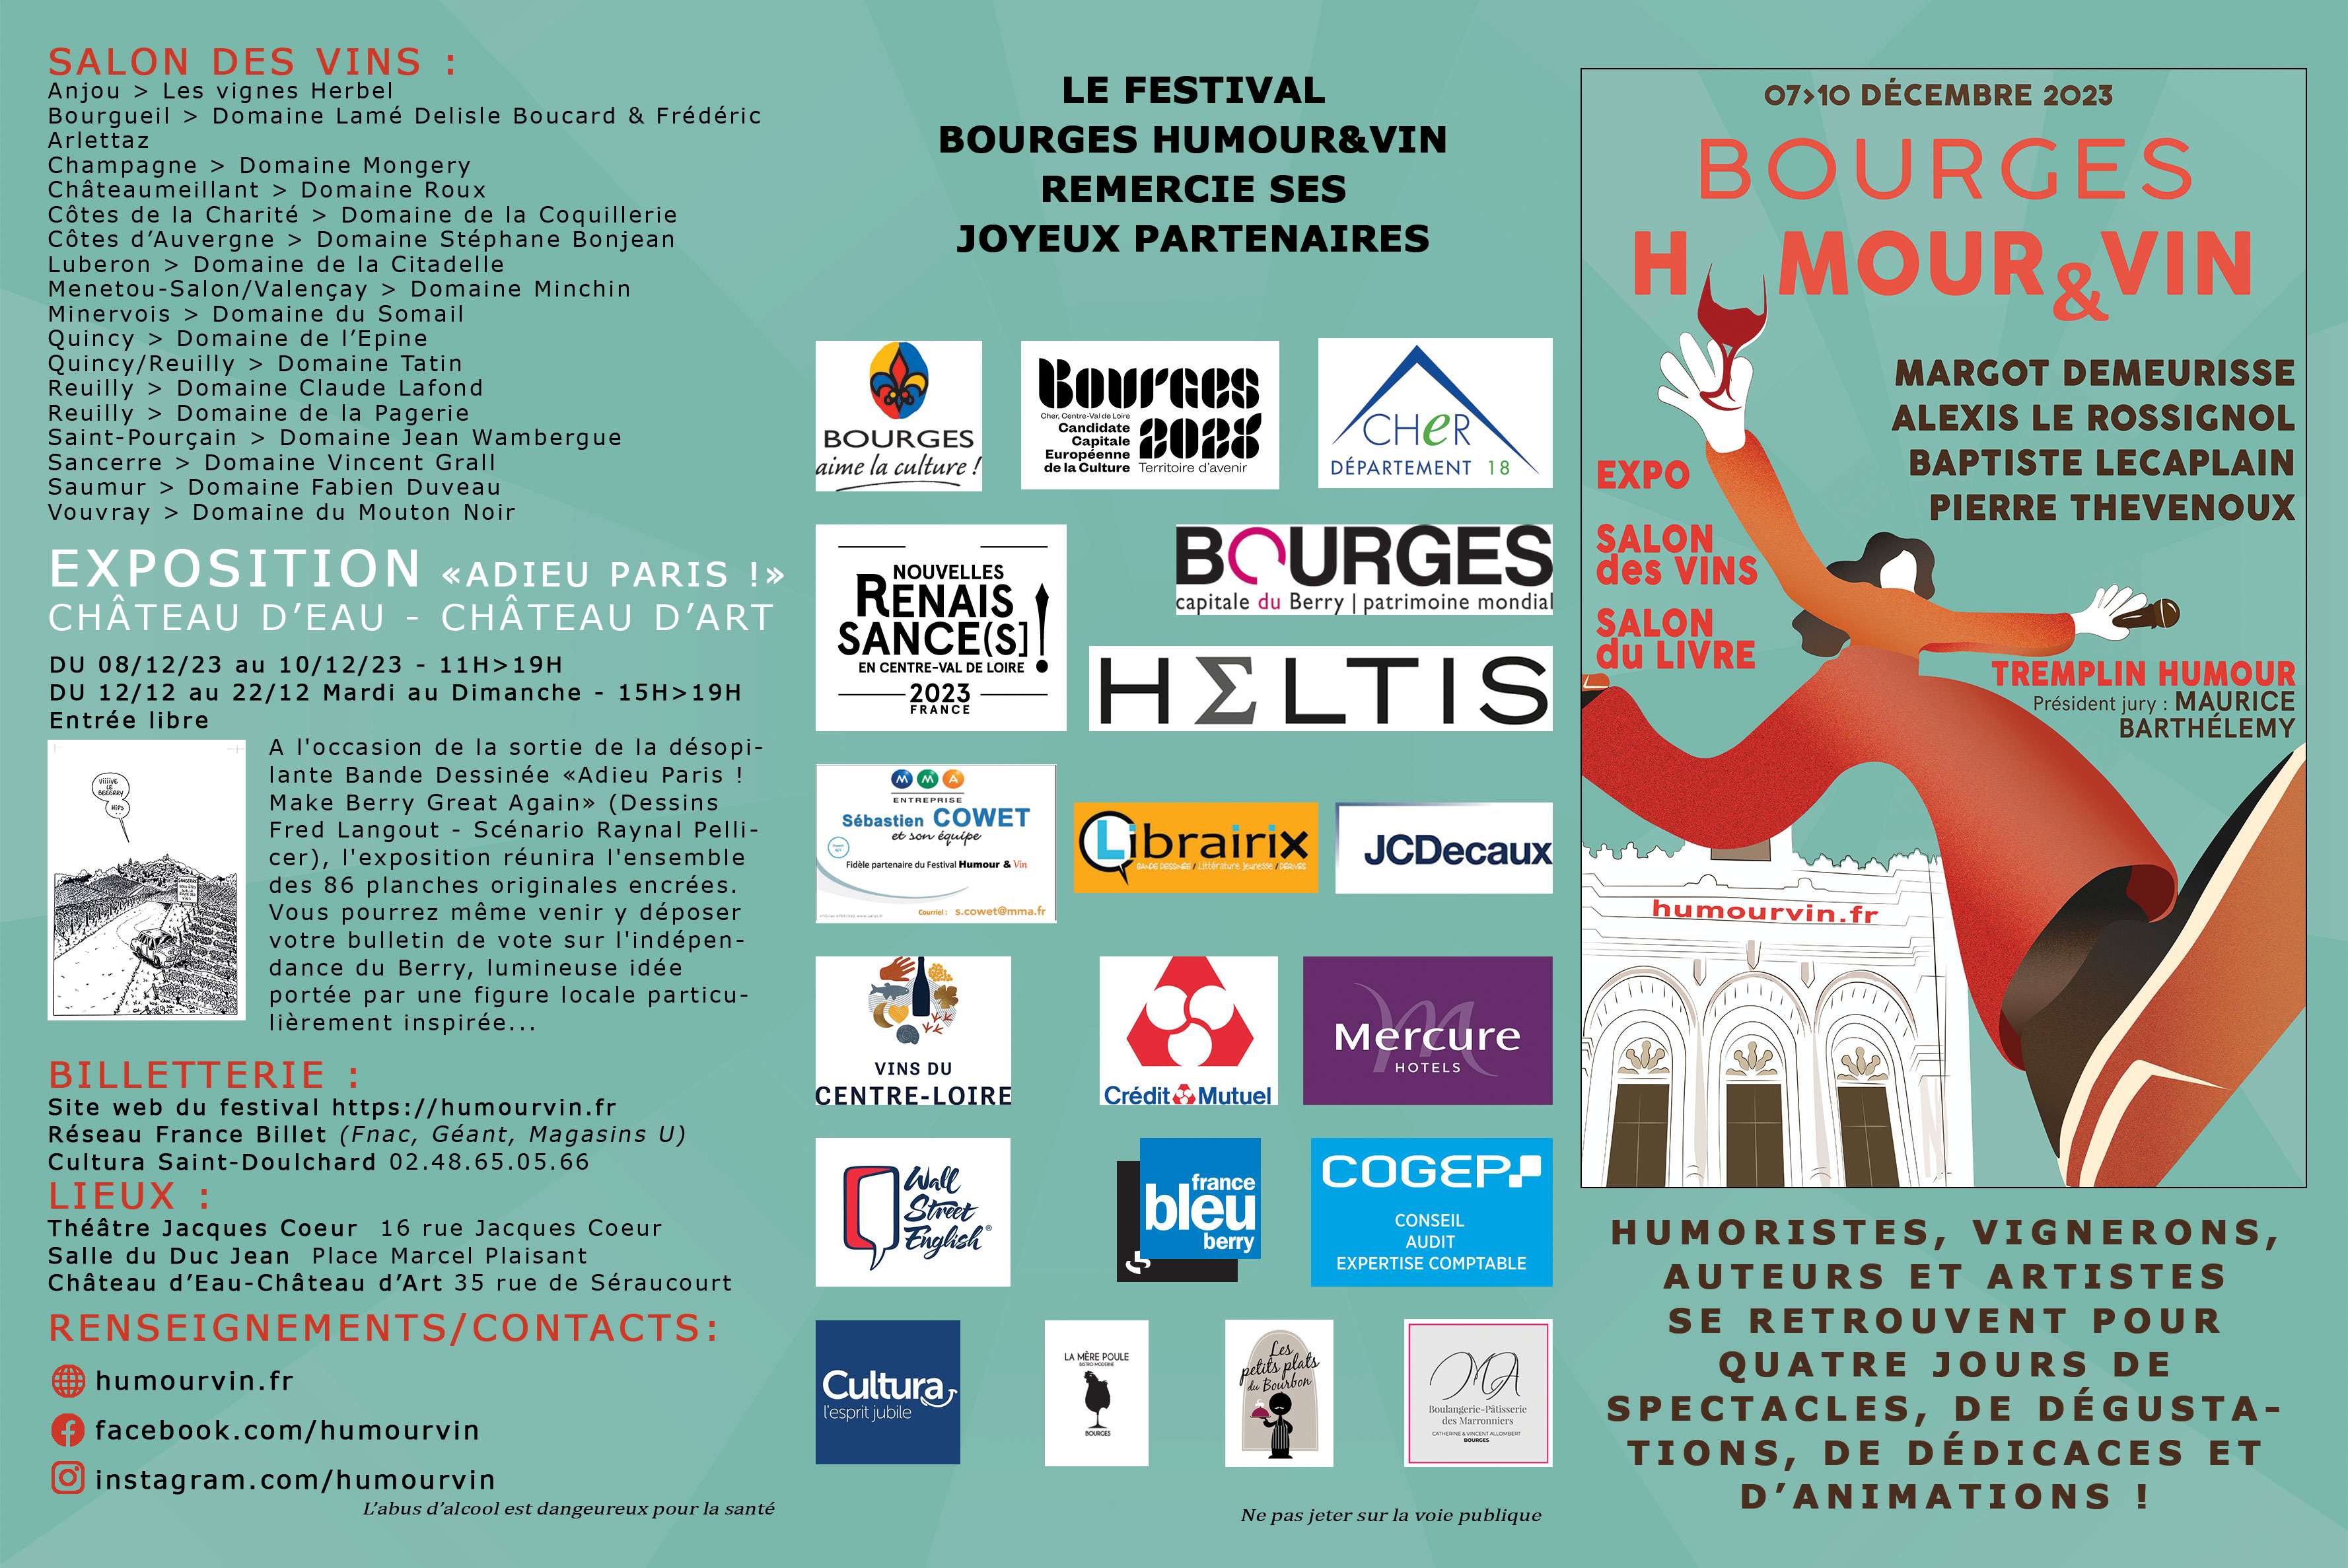 SALON DES VINS :
Anjou > Les vignes Herbel
Bourgueil > Domaine Lamé Delisle Boucard & Frédéric
Arlettaz
Champagne > Domaine Mongery
Châteaumeillant > Domaine Roux
Côtes de la Charité > Domaine de la Coquillerie
Côtes d’Auvergne > Domaine Stéphane Bonjean
Luberon > Domaine de la Citadelle
Menetou-Salon/Valençay > Domaine Minchin
Minervois > Domaine du Somail
Quincy > Domaine de l’Epine
Quincy/Reuilly > Domaine Tatin
Reuilly > Domaine Claude Lafond
Reuilly > Domaine de la Pagerie
Saint-Pourçain > Domaine Jean Wambergue
Sancerre > Domaine Vincent Grall
Saumur > Domaine Fabien Duveau
Vouvray > Domaine du Mouton Noir
EXPOSITION «ADIEU PARIS !»
CHÂTEAU D’EAU - CHÂTEAU D’ART
DU 08/12/23 au 10/12/23 - 11H>19H
DU 12/12 au 22/12 Mardi au Dimanche - 15H>19H
Entrée libre
VIIIIVE
LE
BEEERRY
HIPS
A l'occasion de la sortie de la désopi-
lante Bande Dessinée «Adieu Paris !
Make Berry Great Again» (Dessins
Fred Langout - Scénario Raynal Pelli-
cer), l'exposition réunira l'ensemble
des 86 planches originales encrées.
Vous pourrez même venir y déposer
votre bulletin de vote sur l'indépen-
dance du Berry, lumineuse idée
portée par une figure locale particu-
lièrement inspirée...
BILLETTERIE :
Site web du festival https://humourvin.fr
Réseau France Billet (Fnac, Géant, Magasins U)
Cultura Saint-Doulchard 02.48.65.05.66
LIEUX :
Théâtre Jacques Coeur 16 rue Jacques Coeur
Salle du Duc Jean Place Marcel Plaisant
Château d’Eau-Château d’Art 35 rue de Séraucourt
RENSEIGNEMENTS/CONTACTS:
humourvin.fr
facebook.com/humourvin
instagram.com/humourvin
L’abus d’alcool est dangeureux pour la santé
LE FESTIVAL
BOURGES HUMOUR&VIN
REMERCIE SES
JOYEUX PARTENAIRES
BOURGES
aime la culture !
Bourges
2028
Cher, Centre-Val de Loire
Candidate
Capitale
Européenne
de la Culture
Territoire d'avenir
CHeR
DÉPARTEMENT 18
NOUVELLES
RENAIS
SANCE(S]!
EN CENTRE-VAL DE LOIRE
2023
FRANCE
BOURGES
capitale du Berry | patrimoine mondial
HΣLTIS
MMA
ENTREPRISE
Sébastien COWET
et son équipe
Fidèle partenaire du Festival Humour & Vin
Courriel : s.cowet@mma.fr
Librairix
BANDE DESSINÉE / Littérature Jeunesse / DÉRIVÉS
JCDecaux
VINS DU
CENTRE-LOIRE
Crédit Mutuel
Mercure
HOTELS
Wall
Street
English®
france
bleu
berry
COGEP
CONSEIL
AUDIT
EXPERTISE COMPTABLE
Cultura
l'esprit jubile
LA MÈRE POULE
BISTRO MODERNE
BOURGES
Les
petits plats
du Bourbon
MA
Boulangerie-Pâtisserie
des Marronniers
CATHERINE & VINCENT ALLOMBERT
BOURGES
Ne pas jeter sur la voie publique
07>10 DÉCEMBRE 2023
BOURGES
HUMOUR&VIN
MARGOT DEMEURISSE
ALEXIS LE ROSSIGNOL
BAPTISTE LECAPLAIN
PIERRE THEVENOUX
EXPO
SALON
des VINS
SALON
du LIVRE
TREMPLIN HUMOUR
Président jury : MAURICE
BARTHÉLEMY
humourvin.fr
HUMORISTES, VIGNERONS,
AUTEURS ET ARTISTES
SE RETROUVENT POUR
QUATRE JOURS DE
SPECTACLES, DE DÉGUSTA-
TIONS, DE DÉDICACES ET
D’ANIMATIONS !